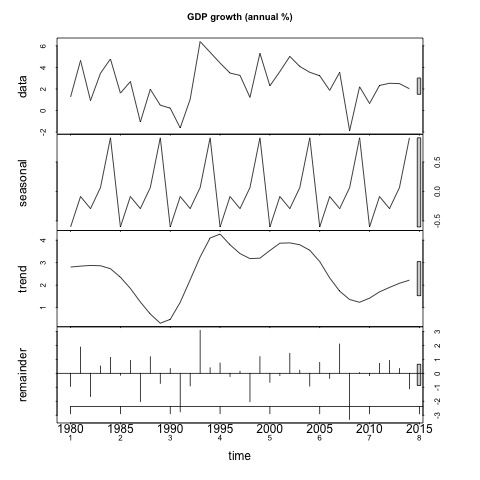 GDP growth (annual %)
data
-2 0 2 4 6
seasonal
-0.5 0.0 0.5
trend
1 2 3 4
remainder
-3 -2 -1 0 1 2 3
1980 1985 1990 1995 2000 2005 2010 2015
1 2 3 4 5 6 7 8
time